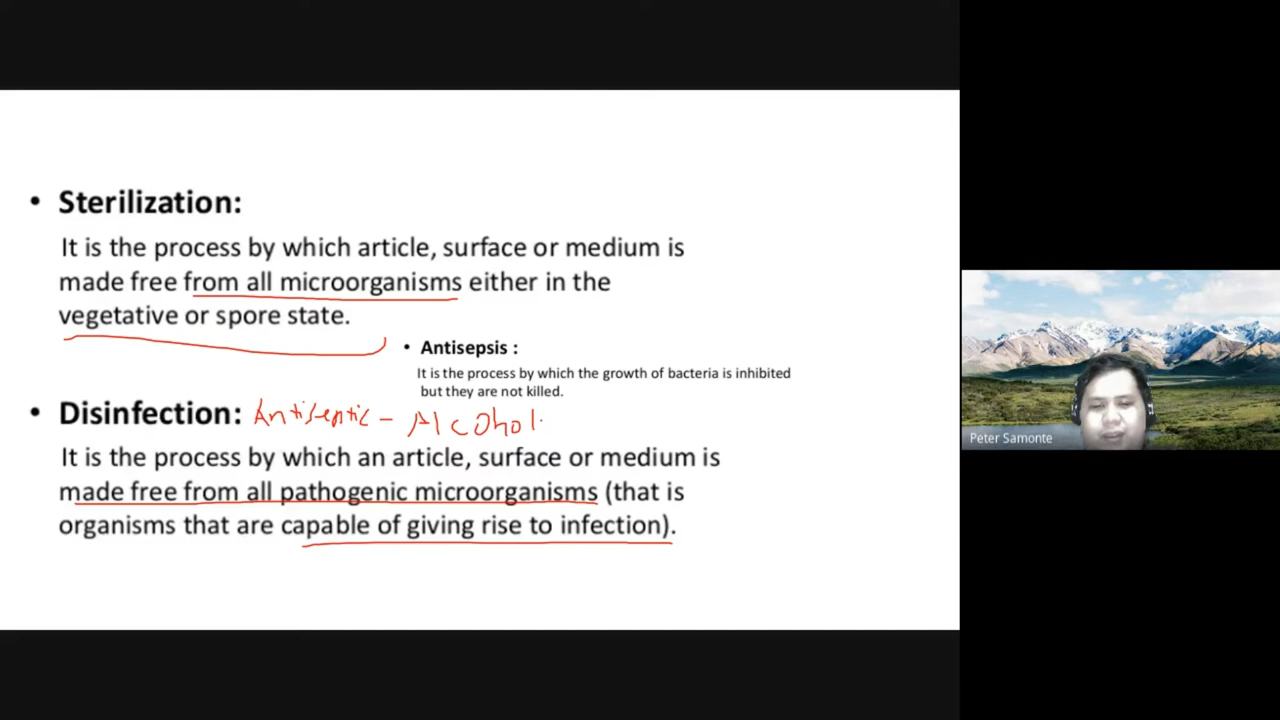 • Sterilization:
It is the process by which article, surface or medium is
made free from all microorganisms either in the
vegetative or spore state.
• Antisepsis :
It is the process by which the growth of bacteria is inhibited
but they are not killed.
• Disinfection: Antiseptic - Alcohol.
It is the process by which an article, surface or medium is
made free from all pathogenic microorganisms (that is
organisms that are capable of giving rise to infection).
Peter Samonte